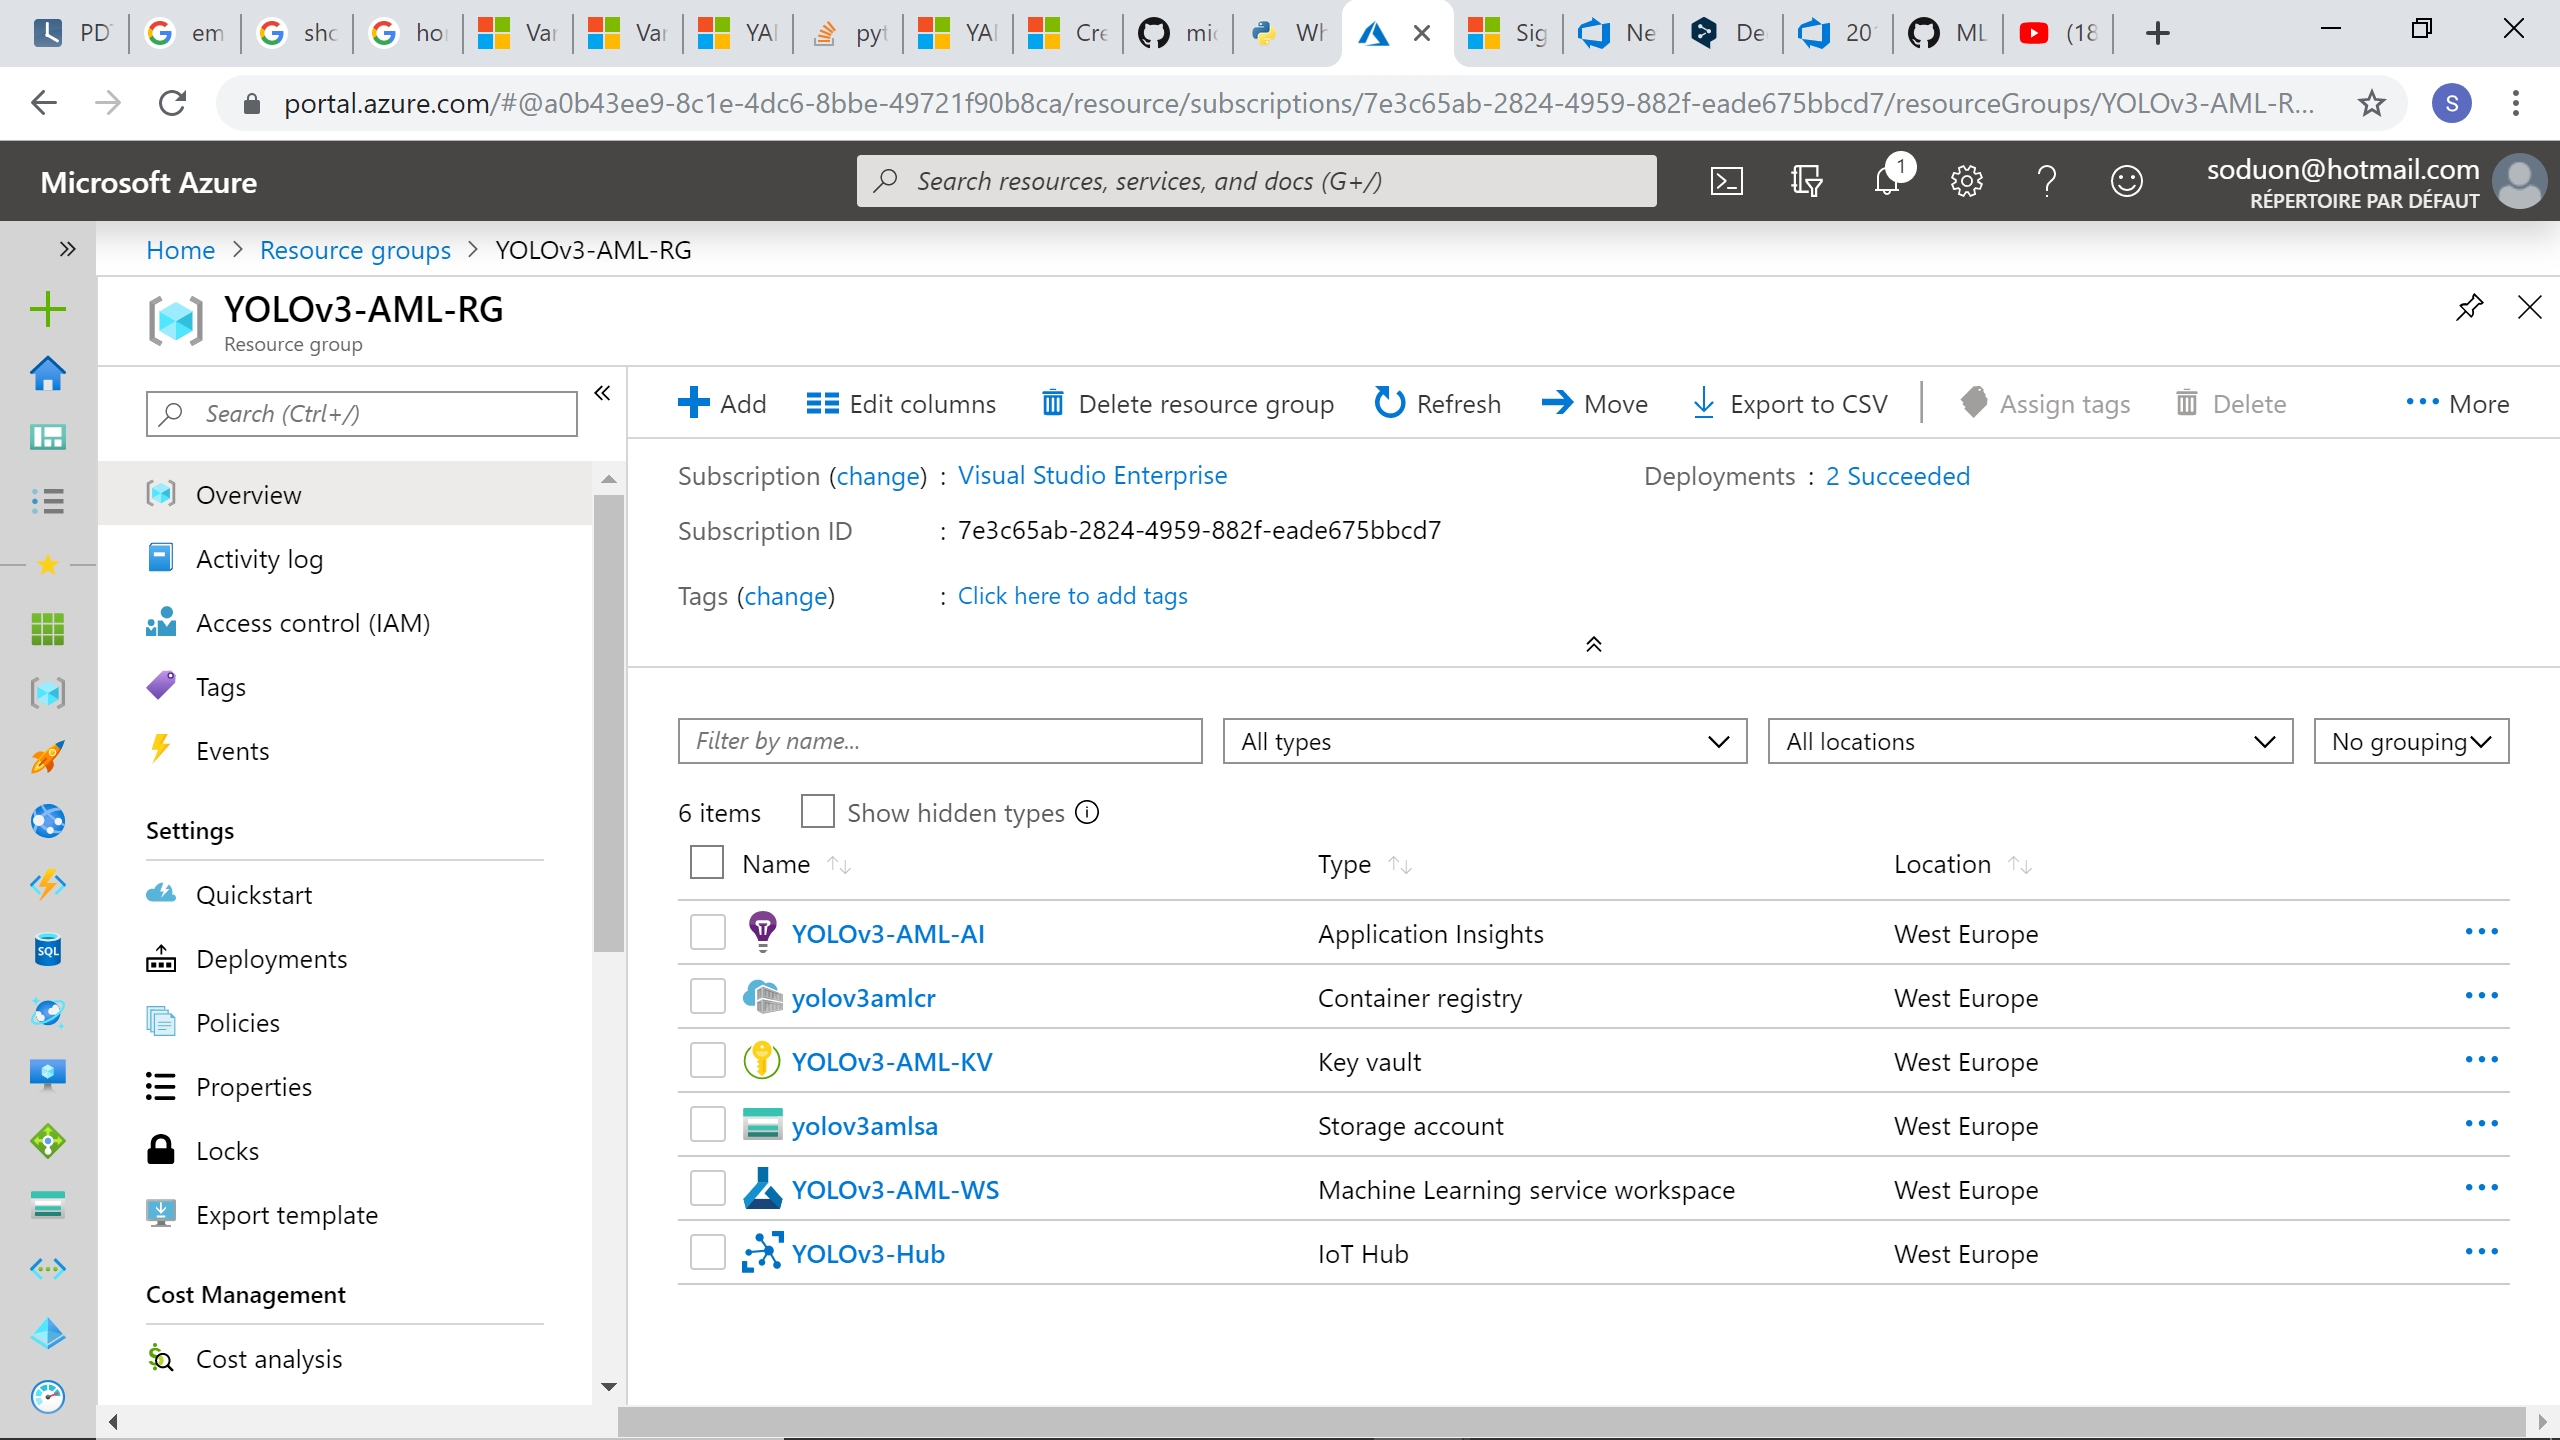 PD
em
sho
ho
Var
Var
YAI
pyt
YAI
Cre
mic
Wh
Sig
Ne
De
20
ML
(18
portal.azure.com/#@a0b43ee9-8c1e-4dc6-8bbe-49721f90b8ca/resource/subscriptions/7e3c65ab-2824-4959-882f-eade675bbcd7/resourceGroups/YOLOv3-AML-R...
S
Microsoft Azure
Search resources, services, and docs (G+/)
1
soduon@hotmail.com
RÉPERTOIRE PAR DÉFAUT
Home > Resource groups > YOLOv3-AML-RG
YOLOv3-AML-RG
Resource group
Search (Ctrl+/)
Overview
Activity log
Access control (IAM)
Tags
Events
Settings
Quickstart
Deployments
Policies
Properties
Locks
Export template
Cost Management
Cost analysis
SQL
Add
Edit columns
Delete resource group
Refresh
Move
Export to CSV
Assign tags
Delete
More
Subscription (change) : Visual Studio Enterprise
Deployments : 2 Succeeded
Subscription ID : 7e3c65ab-2824-4959-882f-eade675bbcd7
Tags (change) : Click here to add tags
Filter by name...
All types
All locations
No grouping
6 items
Show hidden types
Name Type Location
YOLOv3-AML-AI Application Insights West Europe
yolov3amlcr Container registry West Europe
YOLOv3-AML-KV Key vault West Europe
yolov3amlsa Storage account West Europe
YOLOv3-AML-WS Machine Learning service workspace West Europe
YOLOv3-Hub IoT Hub West Europe